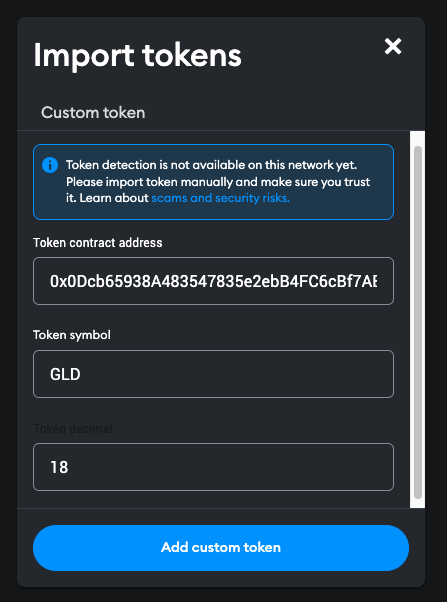 Import tokens
Custom token
Token detection is not available on this network yet.
Please import token manually and make sure you trust
it. Learn about scams and security risks.
Token contract address
0x0Dcb65938A483547835e2ebB4FC6cBf7AE
Token symbol
GLD
Token decimal
18
Add custom token